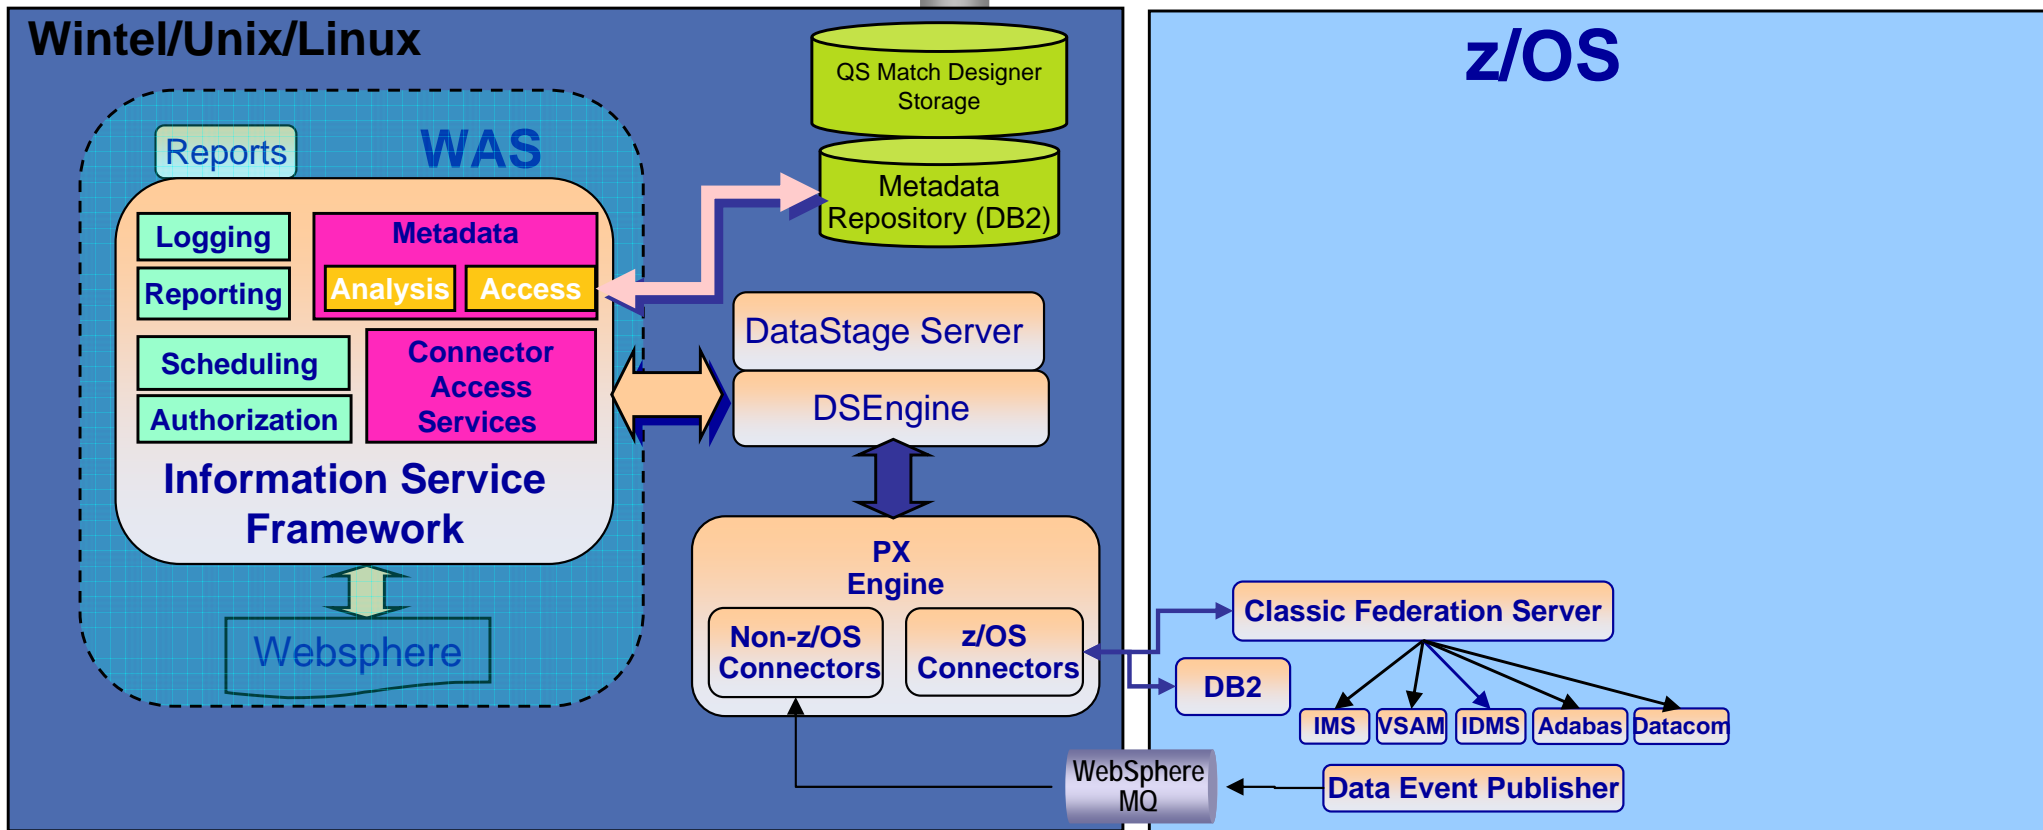 Wintel/Unix/Linux
z/OS
QS Match Designer
Storage
Reports
WAS
Metadata
Repository (DB2)
Logging
Metadata
Reporting
Analysis
Access
DataStage Server
Scheduling
Connector
Access
Services
Authorization
DSEngine
Information Service
Framework
PX
Engine
Websphere
Non-z/OS
Connectors
z/OS
Connectors
Classic Federation Server
DB2
IMS
VSAM
IDMS
Adabas
Datacom
WebSphere
MQ
Data Event Publisher